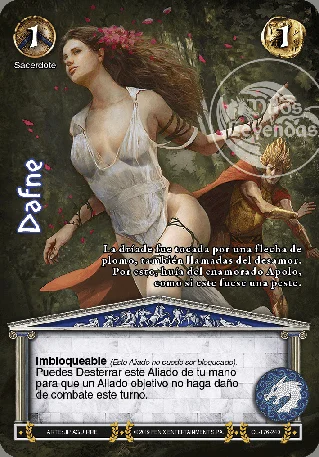 1
1
Sacerdote
Mitos
Leyendas
Dafne
La dríade fue tocada por una flecha de
plomo, también llamadas del desamor.
Por esto, huía del enamorado Apolo,
como si este fuese una peste.
Imbloqueable (Este Aliado no puede ser bloqueado).
Puedes Desterrar este Aliado de tu mano
para que un Aliado objetivo no haga daño
de combate este turno.